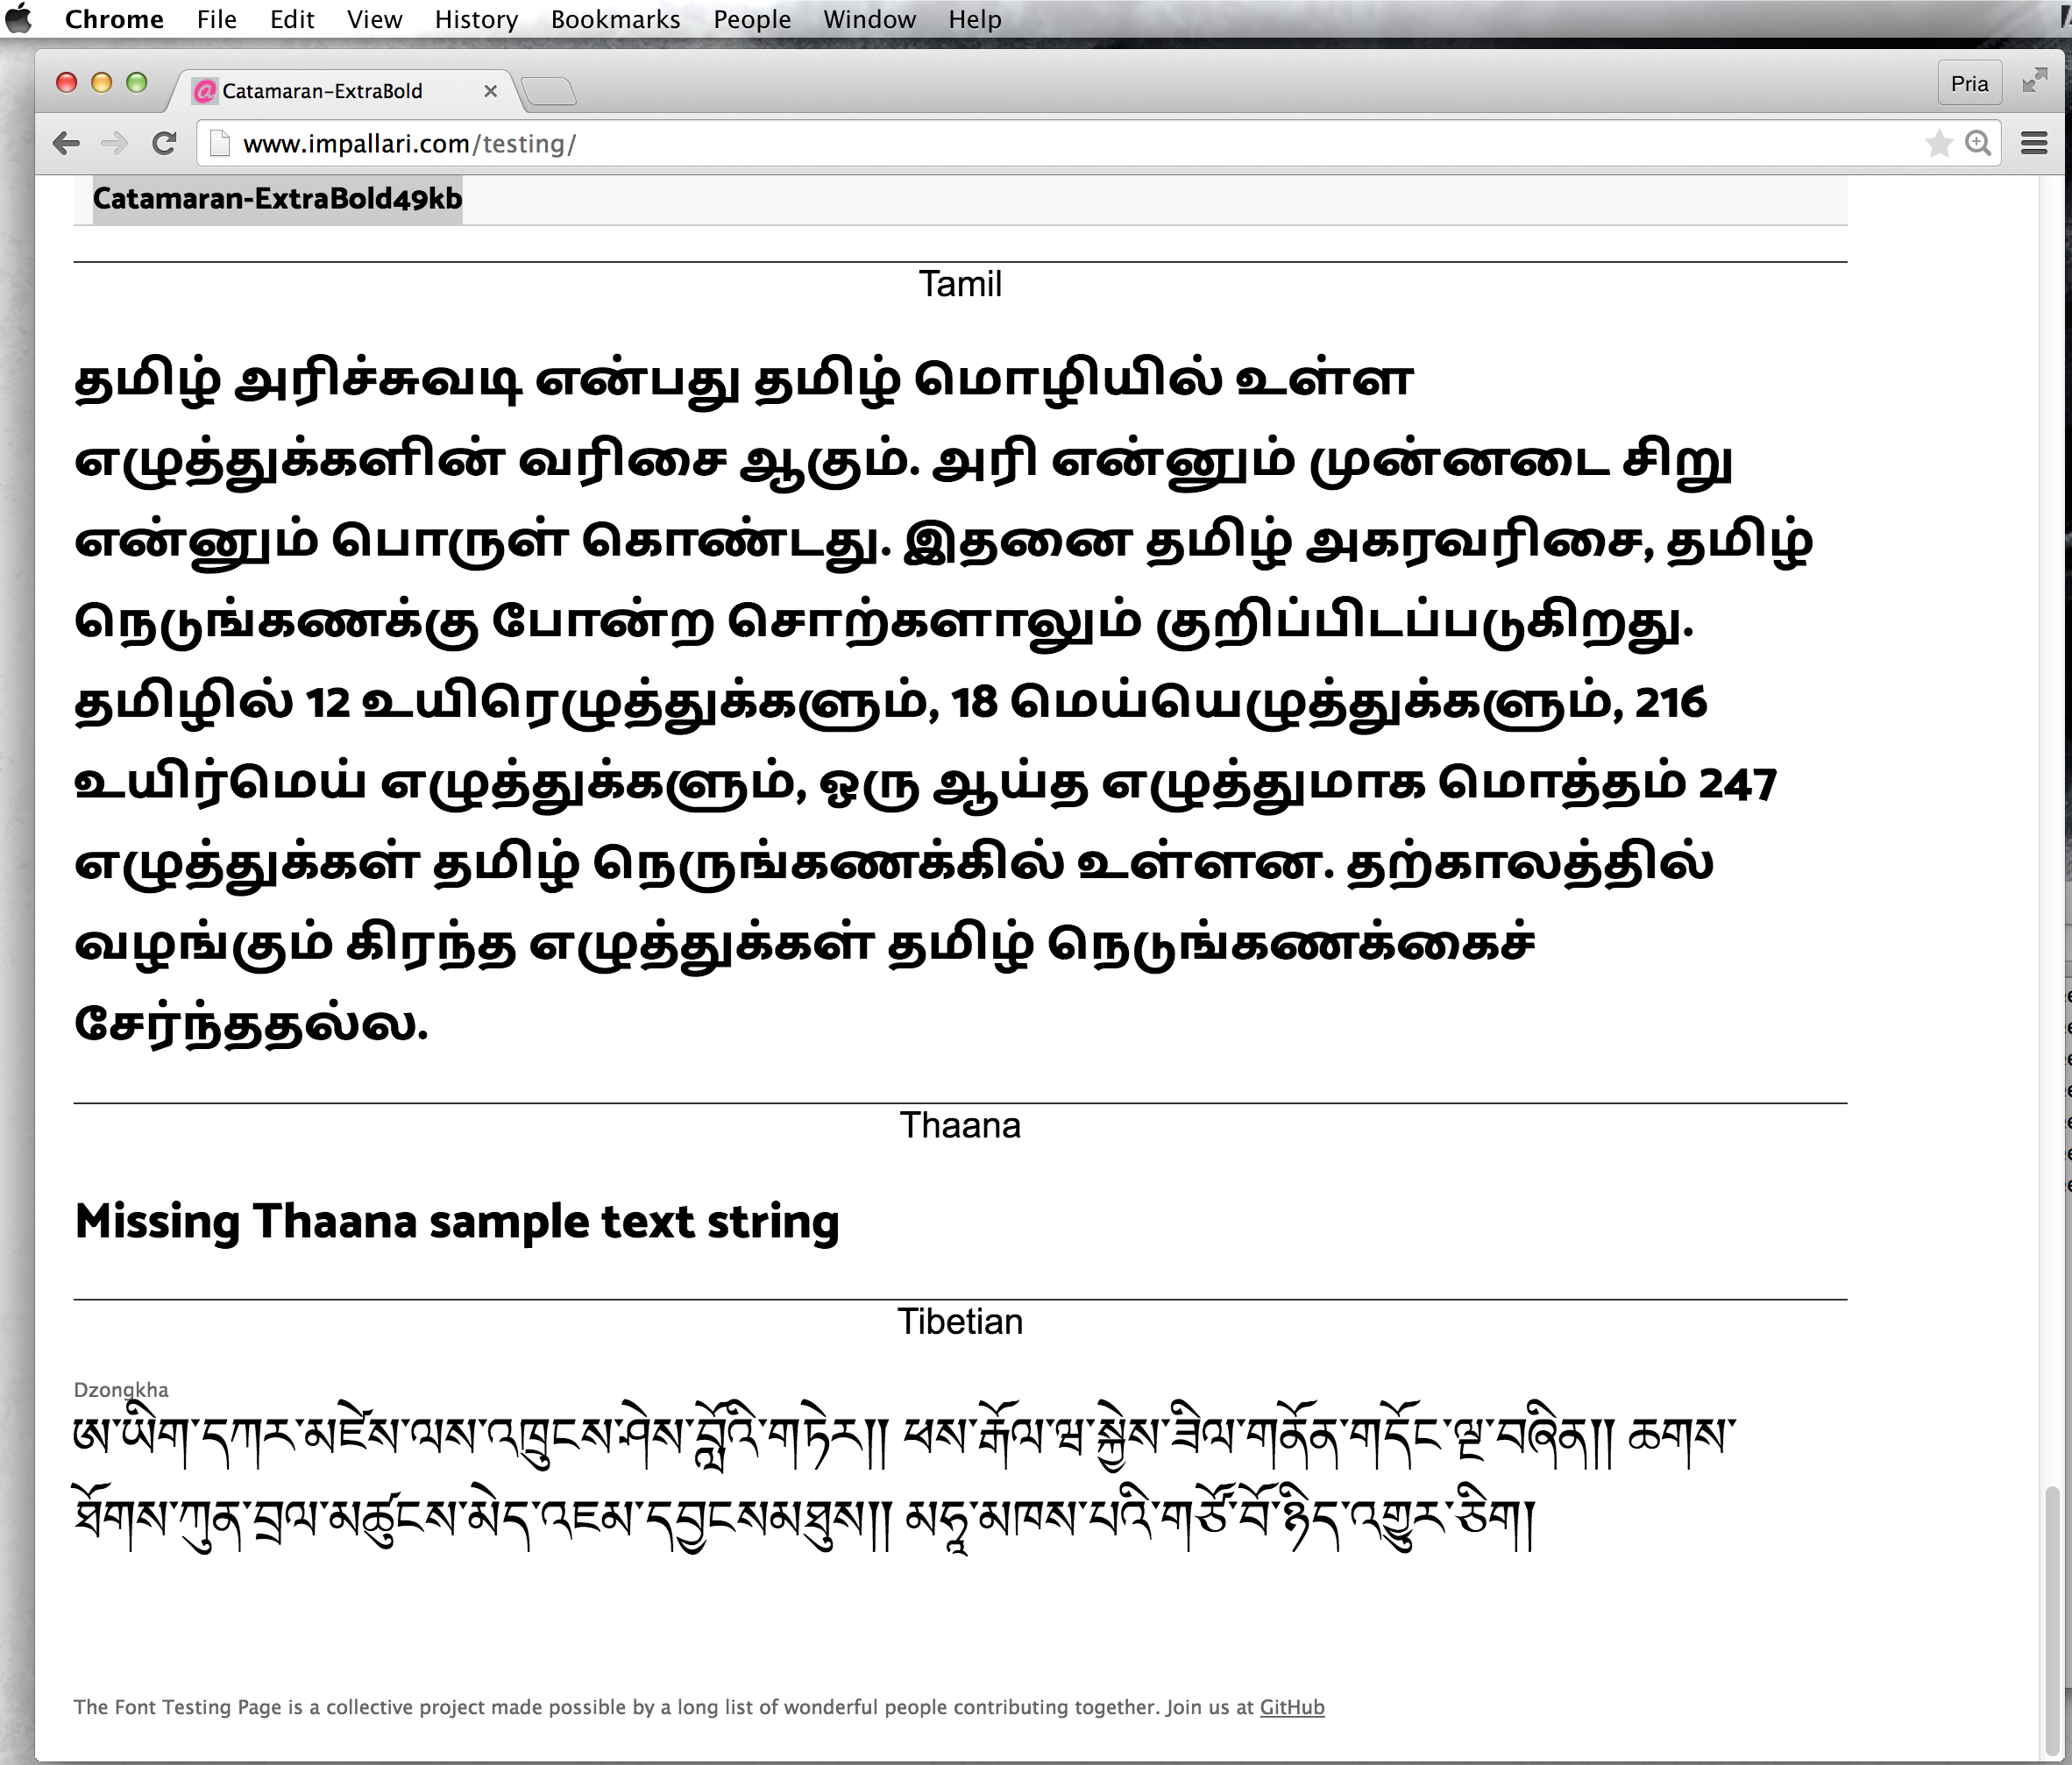 Chrome File Edit View History Bookmarks People Window Help
Catamaran-ExtraBold
Pria
www.impallari.com/testing/
Catamaran-ExtraBold49kb
Tamil
தமிழ் அரிச்சுவடி என்பது தமிழ் மொழியில் உள்ள
எழுத்துக்களின் வரிசை ஆகும். அரி என்னும் முன்னடை சிறு
என்னும் பொருள் கொண்டது. இதனை தமிழ் அகரவரிசை, தமிழ்
நெடுங்கணக்கு போன்ற சொற்களாலும் குறிப்பிடப்படுகிறது.
தமிழில் 12 உயிரெழுத்துக்களும், 18 மெய்யெழுத்துக்களும், 216
உயிர்மெய் எழுத்துக்களும், ஒரு ஆய்த எழுத்துமாக மொத்தம் 247
எழுத்துக்கள் தமிழ் நெருங்கணக்கில் உள்ளன. தற்காலத்தில்
வழங்கும் கிரந்த எழுத்துக்கள் தமிழ் நெடுங்கணக்கைச்
சேர்ந்ததல்ல.
Thaana
Missing Thaana sample text string
Tibetian
Dzongkha
ཨ་ཡིག་དཀར་མཛེས་ལས་འཁྲུངས་ཤེས་བློའི་གཏེར།། ཕས་རྒོལ་ཝ་སྐྱེས་ཟིལ་གནོན་གདོང་ལྔ་བཞིན།། ཆགས་
ཐོགས་ཀུན་བྲལ་མཚུངས་མེད་འཇམ་དབྱངསམཐུས།། མཧཱ་མཁས་པའི་གཙོ་བོ་ཉིད་འགྱུར་ཅིག།
The Font Testing Page is a collective project made possible by a long list of wonderful people contributing together. Join us at GitHub